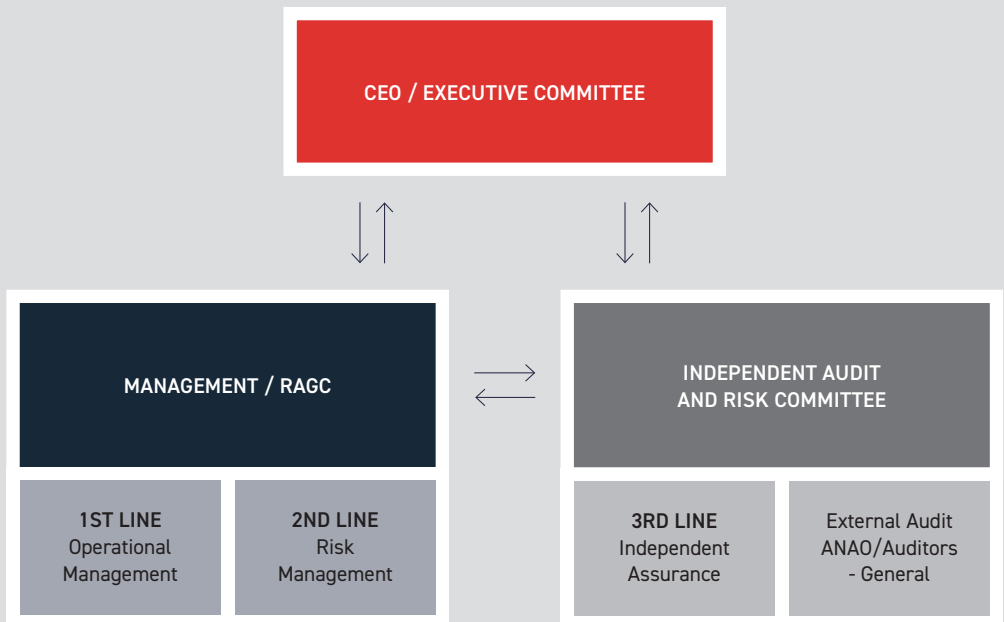 CEO / EXECUTIVE COMMITTEE
MANAGEMENT / RAGC
INDEPENDENT AUDIT
AND RISK COMMITTEE
1ST LINE
Operational
Management
2ND LINE
Risk
Management
3RD LINE
Independent
Assurance
External Audit
ANAO/Auditors
- General